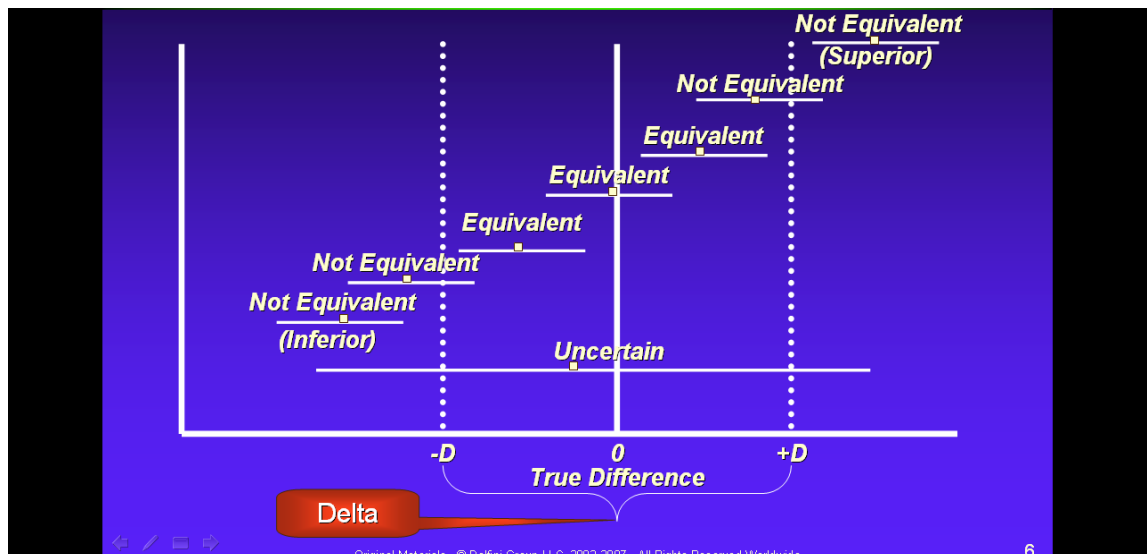 Not Equivalent
(Superior)
Not Equivalent
Equivalent
Equivalent
Equivalent
Not Equivalent
Not Equivalent
(Inferior)
Uncertain
-D 0 +D
True Difference
Delta
6